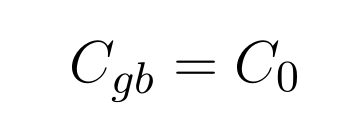 $C_{gb} = C_0$